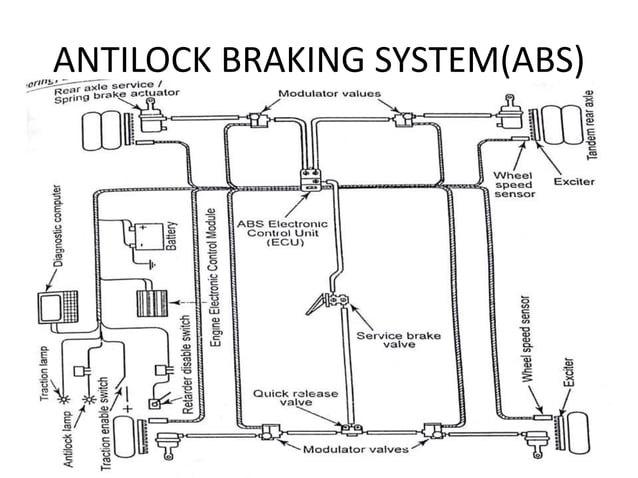 ANTILOCK BRAKING SYSTEM(ABS)
Rear axle service /
Spring brake actuator
Modulator values
Tandem rear axle
Wheel
speed
sensor
Exciter
ABS Electronic
Control Unit
(ECU)
Diagnostic computer
Battery
Engine Electronic Control Module
Service brake
valve
Retarder disable switch
Traction lamp
Antilock lamp
Traction enable switch
Quick release
valve
Modulator valves
Wheel speed sensor
Exciter